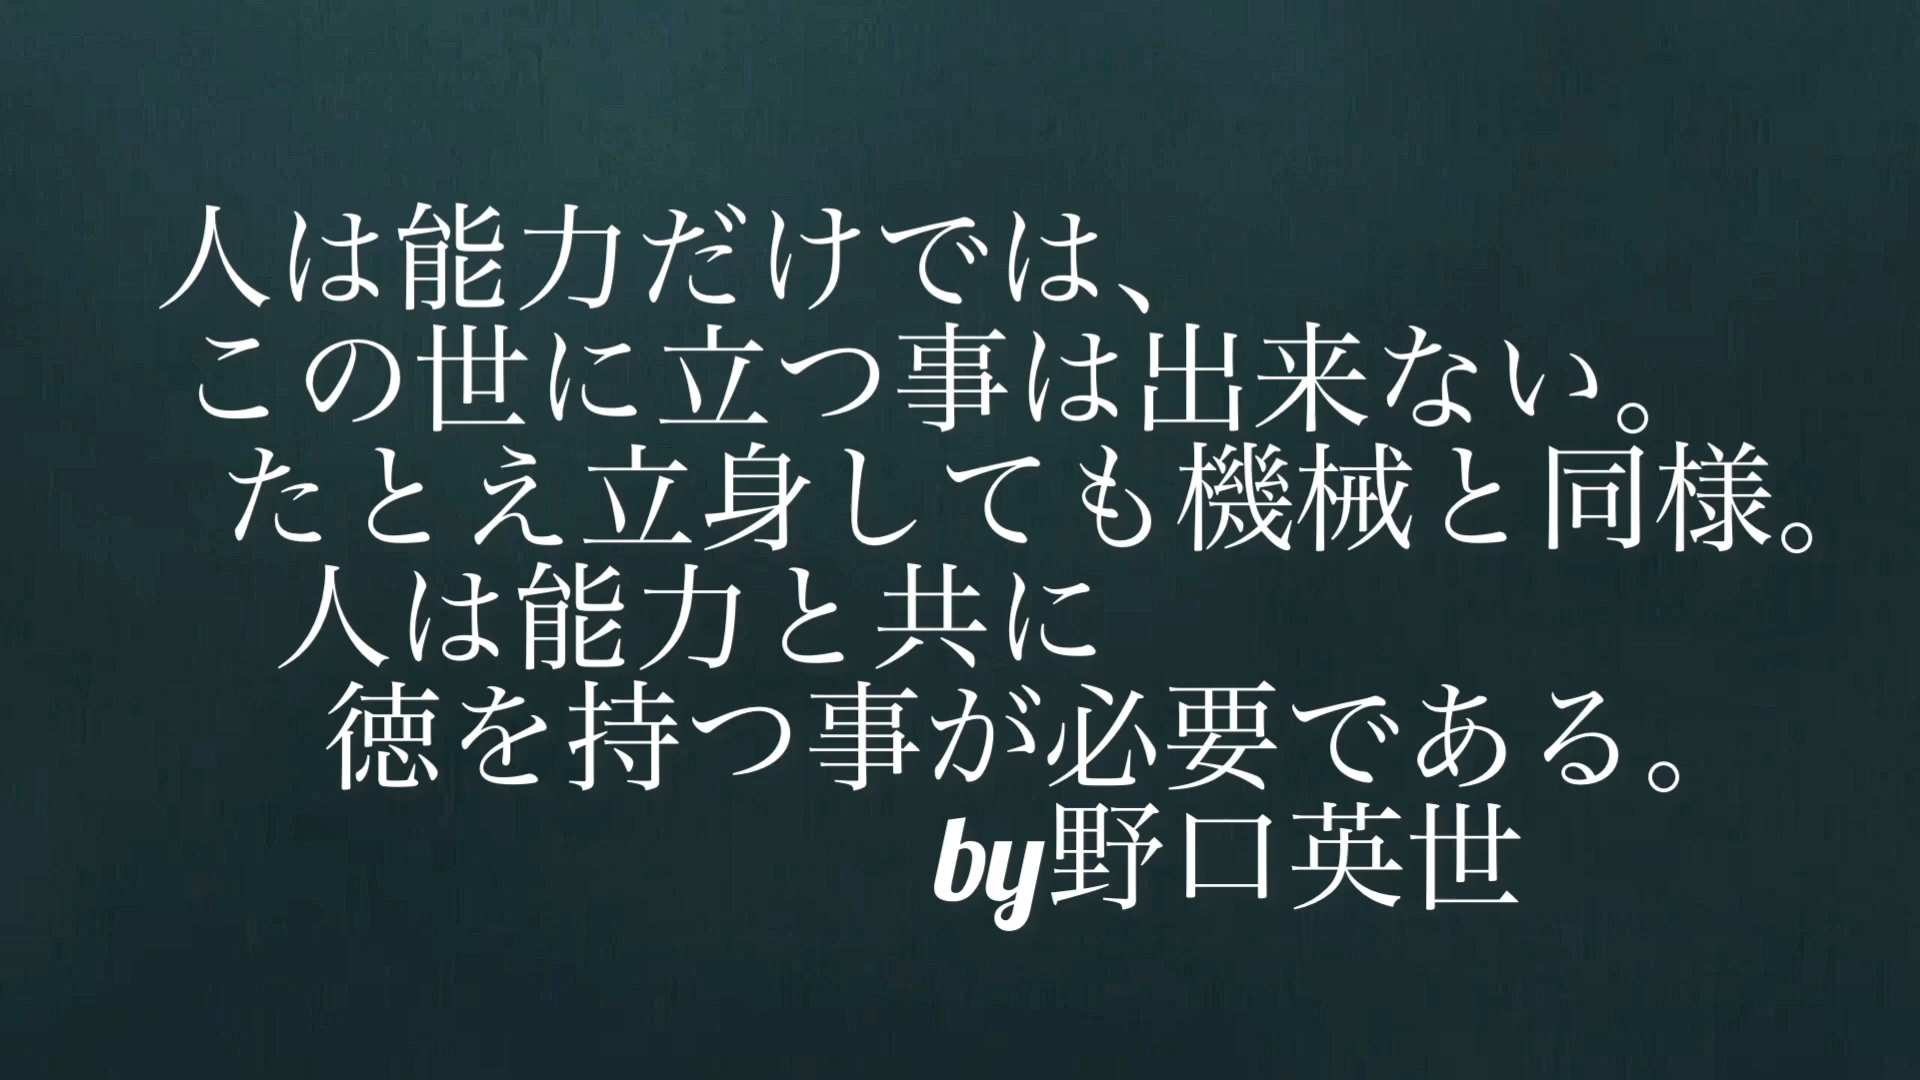 人は能力だけでは、
この世に立つ事は出来ない。
たとえ立身しても機械と同様。
人は能力と共に
徳を持つ事が必要である。
by野口英世